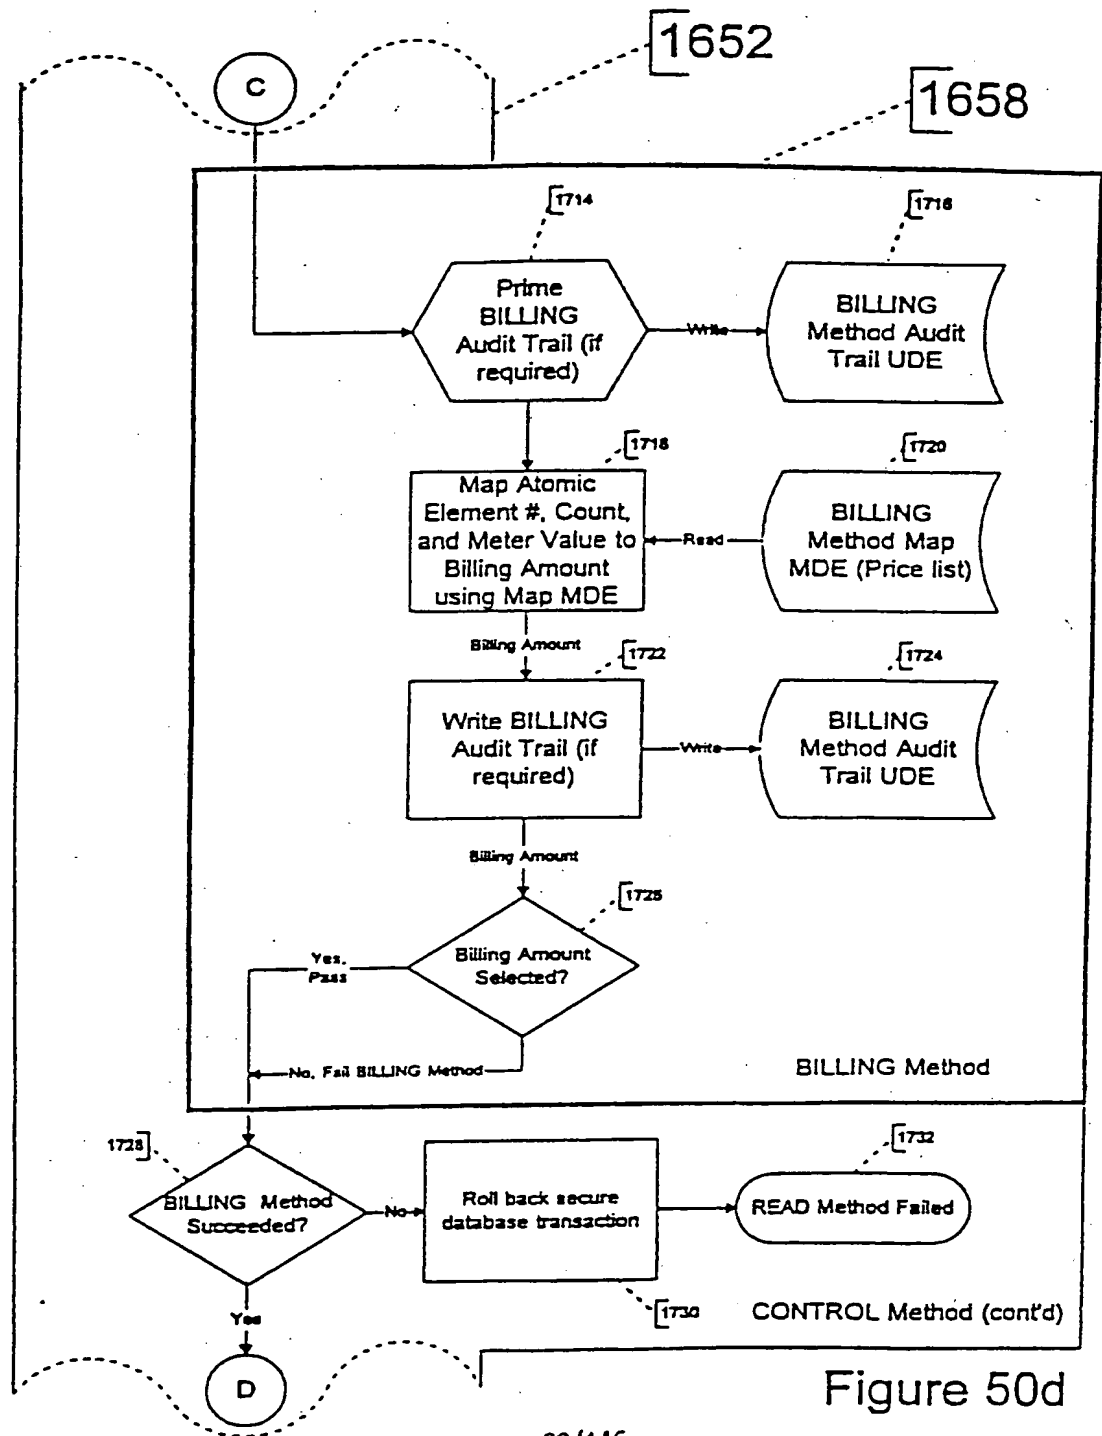 1652
C
1658
1714
1716
Prime
BILLING
Audit Trail (if
required)
Write
BILLING
Method Audit
Trail UDE
1718
1720
Map Atomic
Element #, Count,
and Meter Value to
Billing Amount
using Map MDE
Read
BILLING
Method Map
MDE (Price list)
Billing Amount
1722
1724
Write BILLING
Audit Trail (if
required)
Write
BILLING
Method Audit
Trail UDE
Billing Amount
Yes,
Pass
Billing Amount
Selected?
No, Fail BILLING Method
BILLING Method
1728
1732
BILLING Method
Succeeded?
No
Roll back secure
database transaction
READ Method Failed
Yes
1730
CONTROL Method (cont'd)
D
Figure 50d